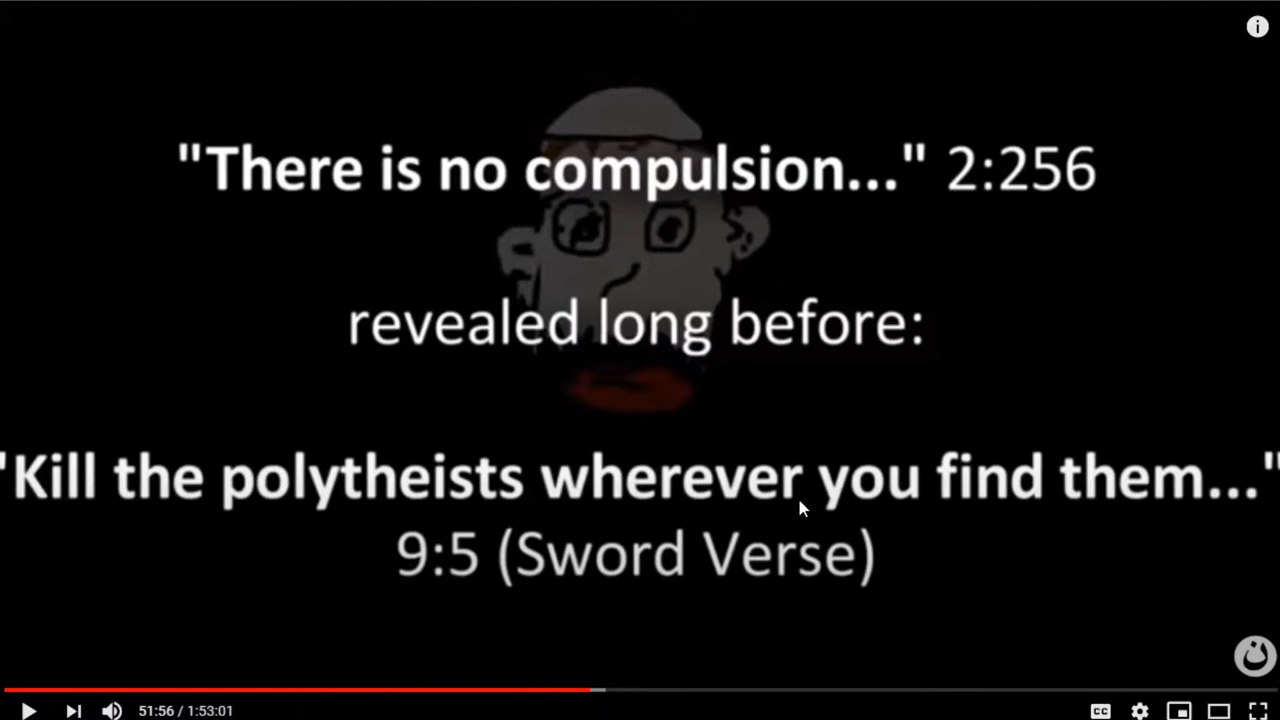 "There is no compulsion..." 2:256
revealed long before:
"Kill the polytheists wherever you find them..."
9:5 (Sword Verse)
51:56 / 1:53:01
CC